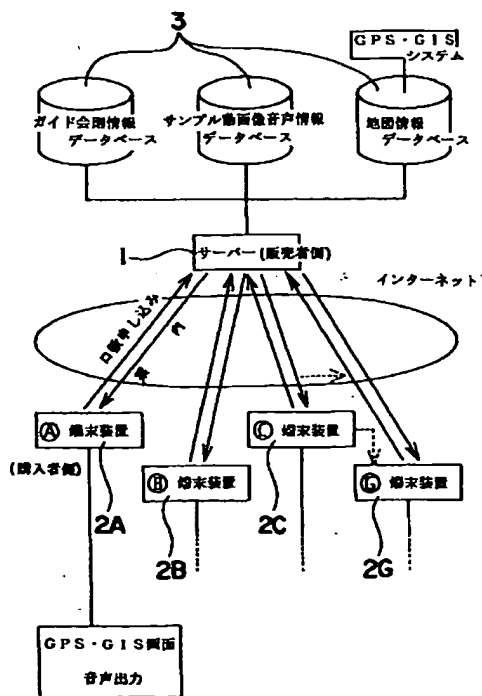 3
GPS・GIS
システム
ガイド会則情報
データベース
サンプル動画像音声情報
データベース
地図情報
データベース
1
サーバー(販売者側)
インターネット
口数申し込み
案内
Ⓐ 端末装置
(購入者側)
2A
Ⓑ 端末装置
2B
Ⓒ 端末装置
2C
Ⓖ 端末装置
2G
GPS・GIS画面
音声出力